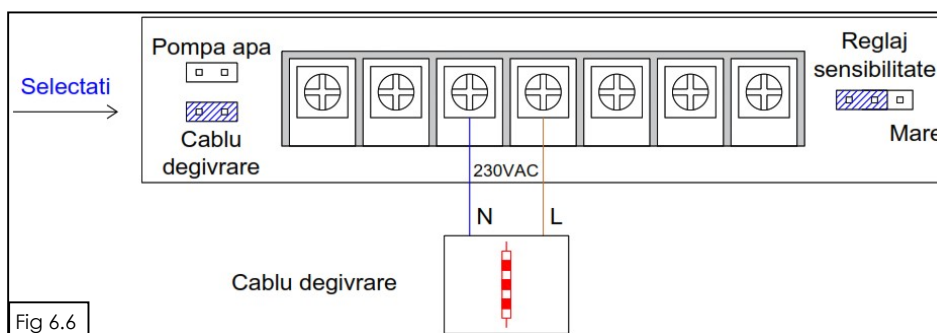 Pompa apa
Selectati
Cablu
degivrare
Reglaj
sensibilitate
Mare
230VAC
N L
Cablu degivrare
Fig 6.6